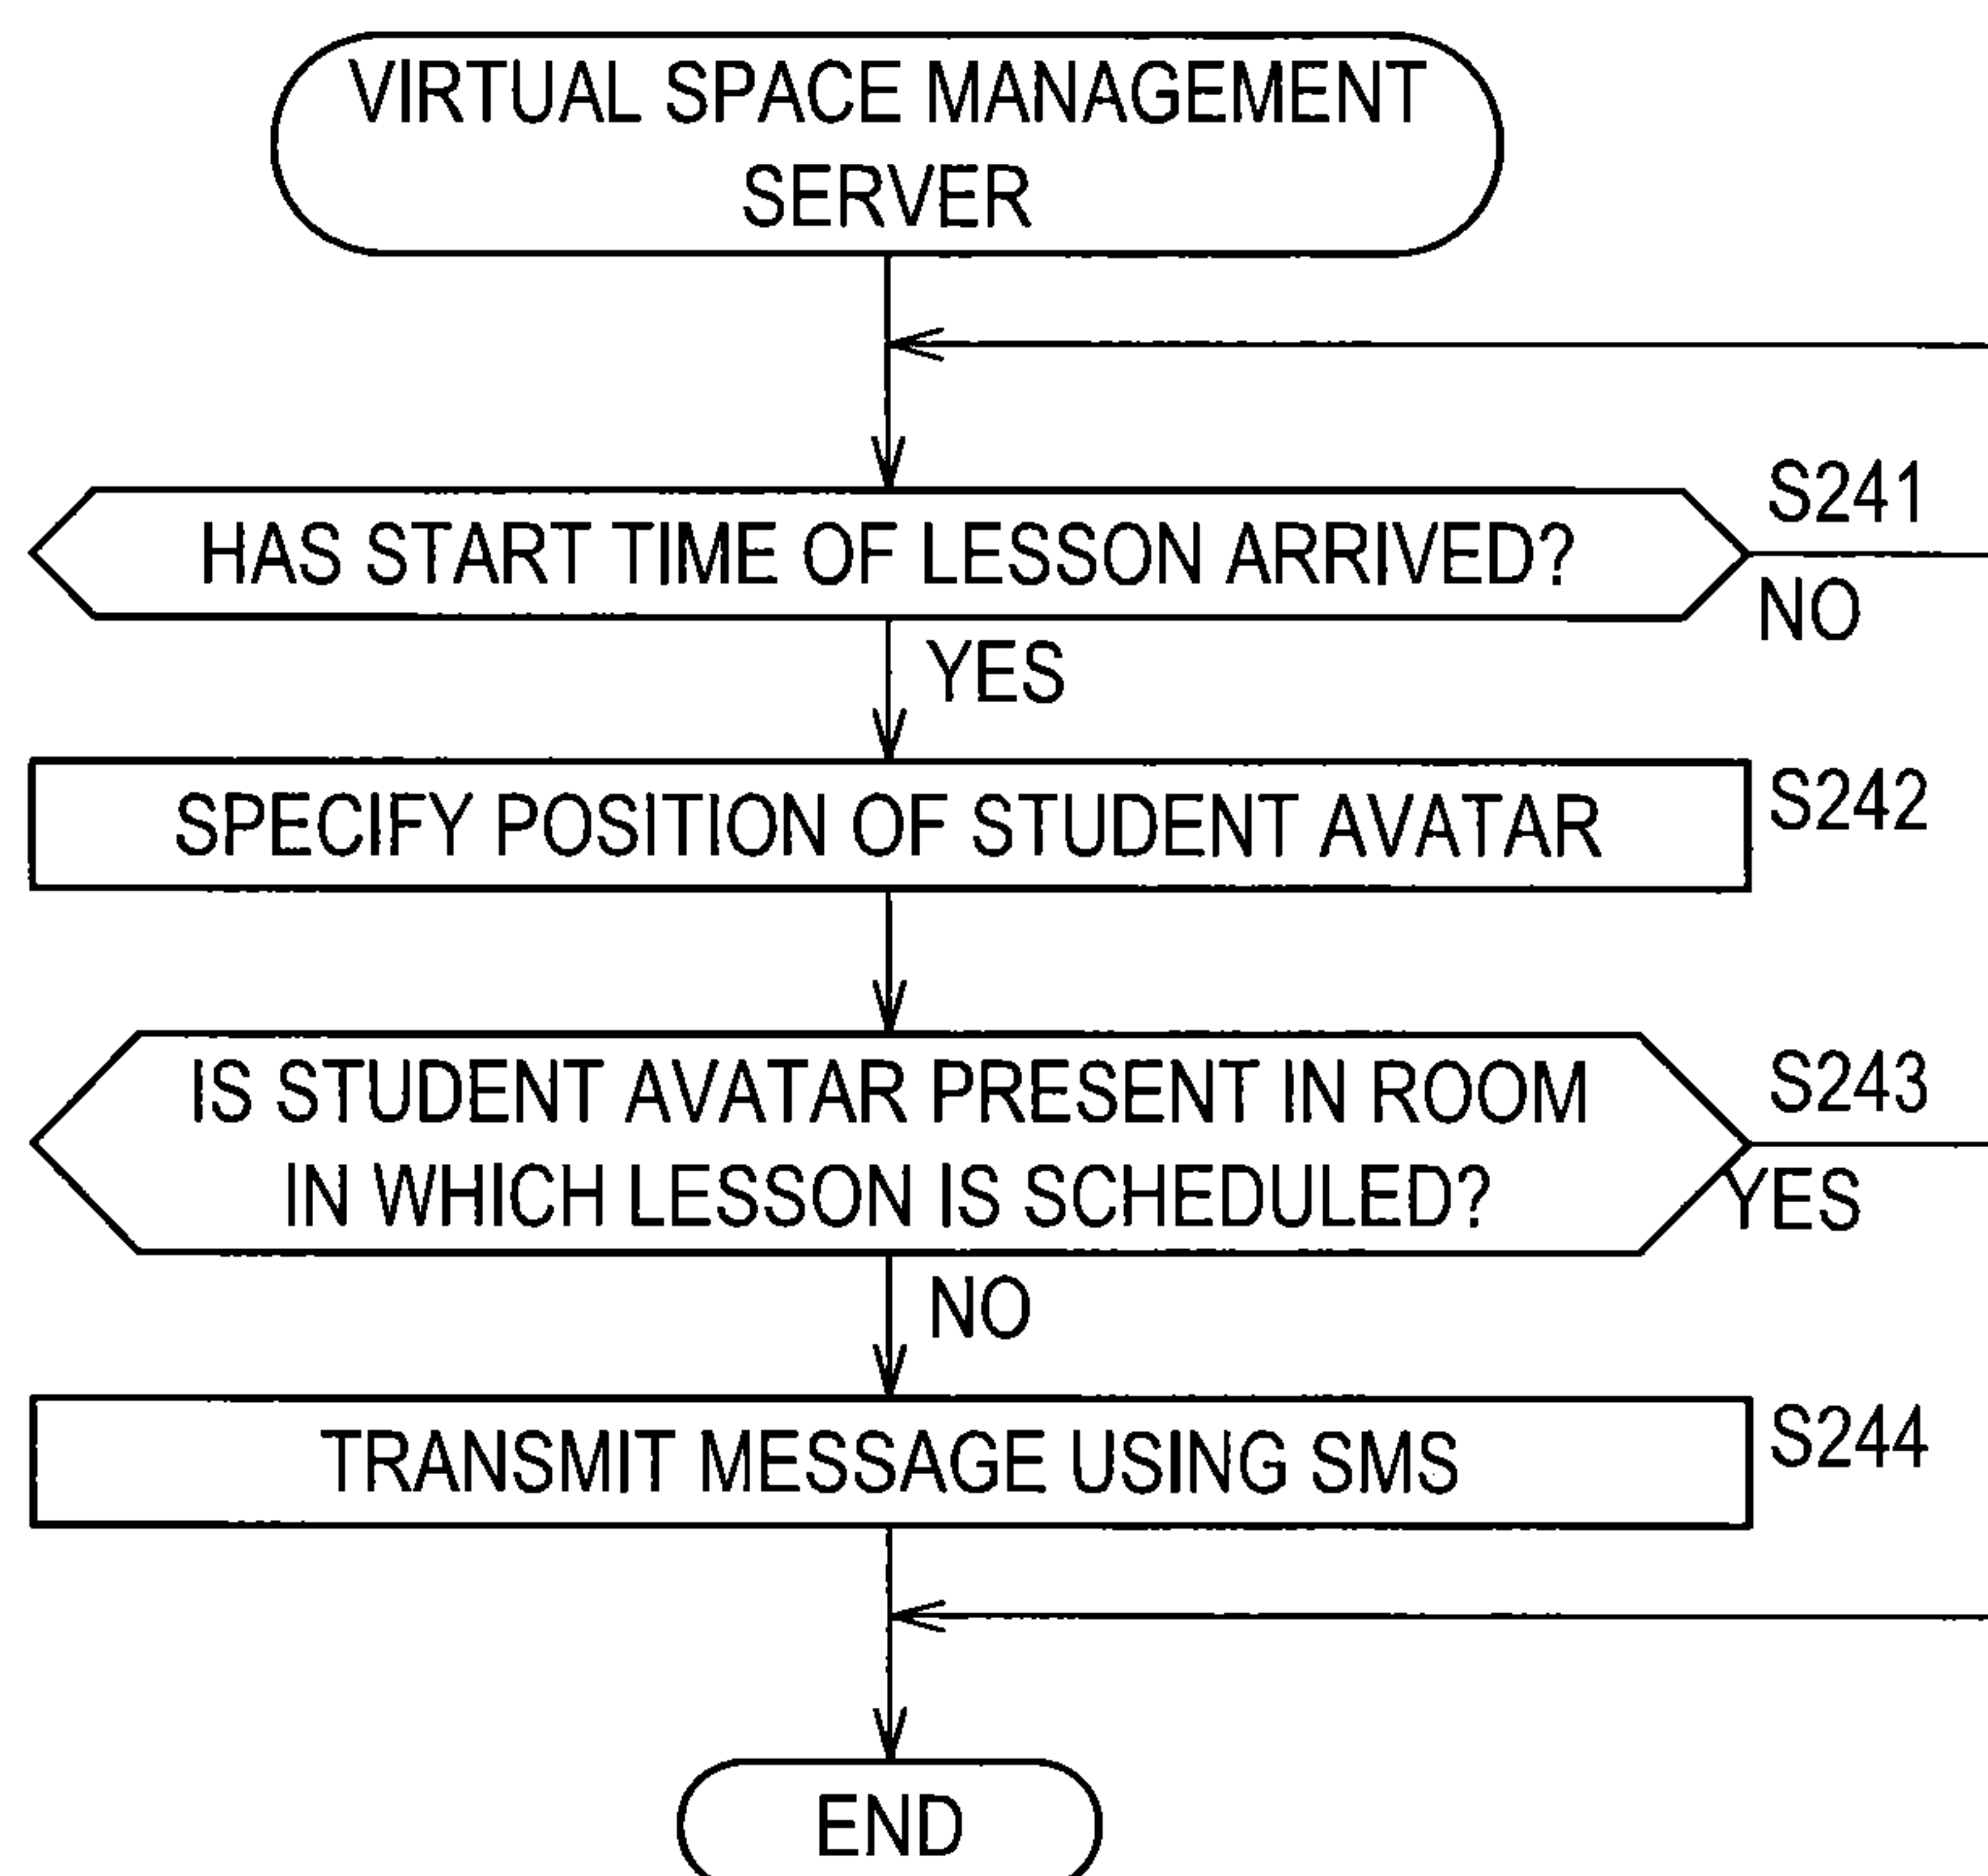 VIRTUAL SPACE MANAGEMENT
SERVER
S241
HAS START TIME OF LESSON ARRIVED?
NO
YES
S242
SPECIFY POSITION OF STUDENT AVATAR
S243
IS STUDENT AVATAR PRESENT IN ROOM
IN WHICH LESSON IS SCHEDULED?
YES
NO
S244
TRANSMIT MESSAGE USING SMS
END